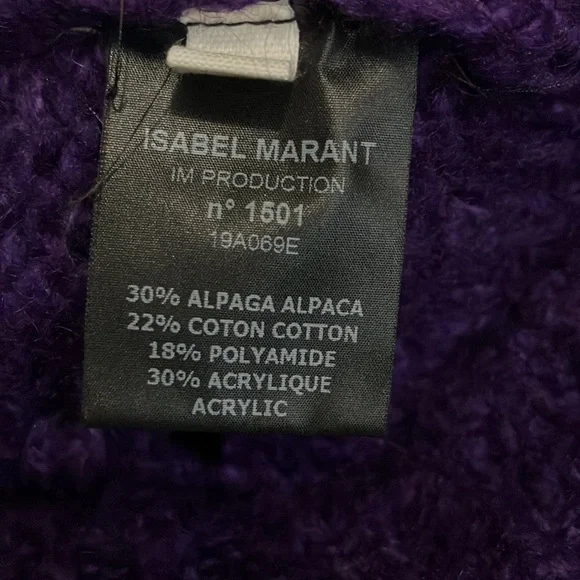 ISABEL MARANT
IM PRODUCTION
n° 1501
19A069E
30% ALPAGA ALPACA
22% COTON COTTON
18% POLYAMIDE
30% ACRYLIQUE
ACRYLIC